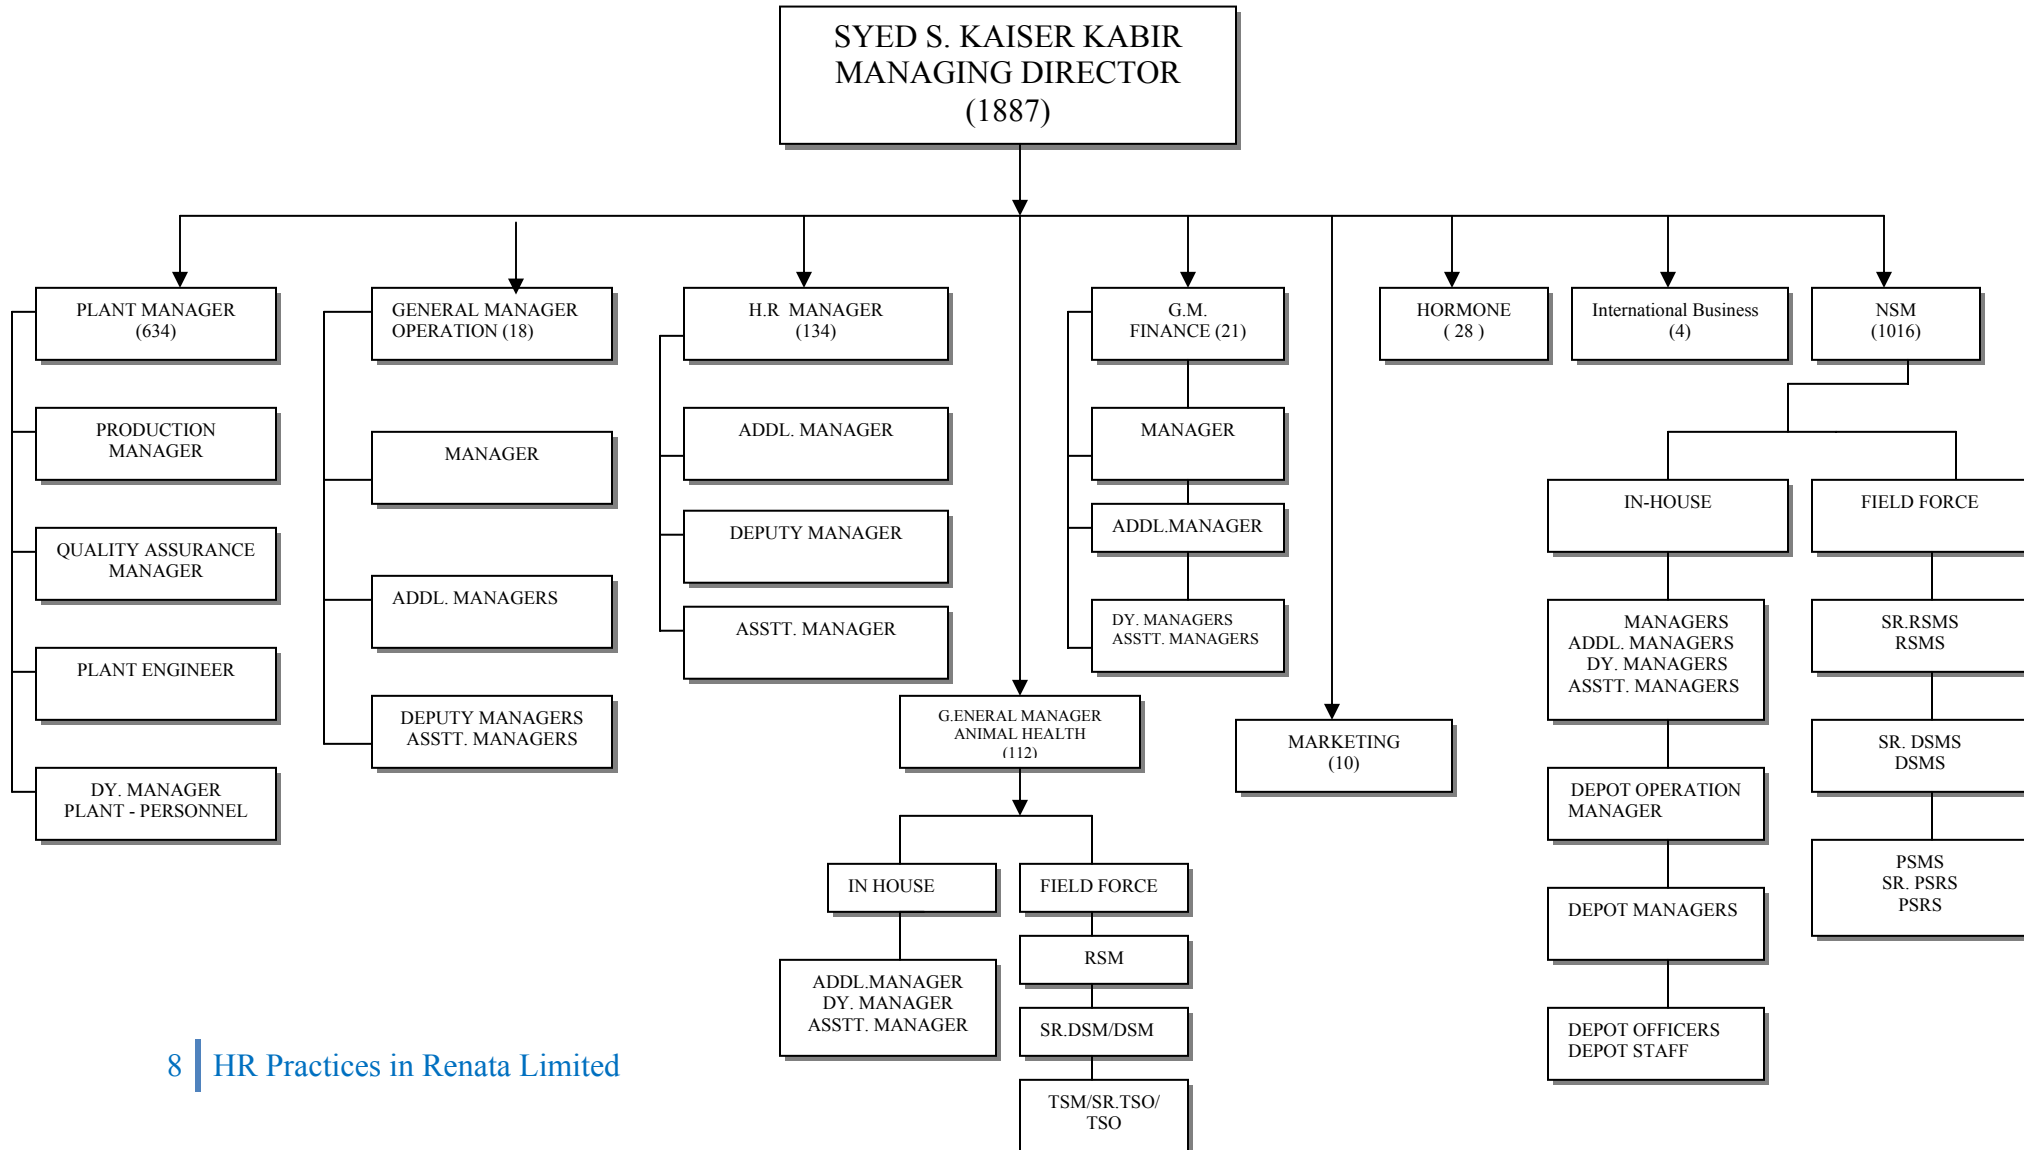 SYED S. KAISER KABIR
MANAGING DIRECTOR
(1887)
PLANT MANAGER
(634)
PRODUCTION
MANAGER
QUALITY ASSURANCE
MANAGER
PLANT ENGINEER
DY. MANAGER
PLANT - PERSONNEL
GENERAL MANAGER
OPERATION (18)
MANAGER
ADDL. MANAGERS
DEPUTY MANAGERS
ASSTT. MANAGERS
H.R MANAGER
(134)
ADDL. MANAGER
DEPUTY MANAGER
ASSTT. MANAGER
G.ENERAL MANAGER
ANIMAL HEALTH
(112)
IN HOUSE
ADDL.MANAGER
DY. MANAGER
ASSTT. MANAGER
FIELD FORCE
RSM
SR.DSM/DSM
TSM/SR.TSO/
TSO
G.M.
FINANCE (21)
MANAGER
ADDL.MANAGER
DY. MANAGERS
ASSTT. MANAGERS
MARKETING
(10)
HORMONE
( 28 )
International Business
(4)
NSM
(1016)
IN-HOUSE
MANAGERS
ADDL. MANAGERS
DY. MANAGERS
ASSTT. MANAGERS
DEPOT OPERATION
MANAGER
DEPOT MANAGERS
DEPOT OFFICERS
DEPOT STAFF
FIELD FORCE
SR.RSMS
RSMS
SR. DSMS
DSMS
PSMS
SR. PSRS
PSRS
8 HR Practices in Renata Limited